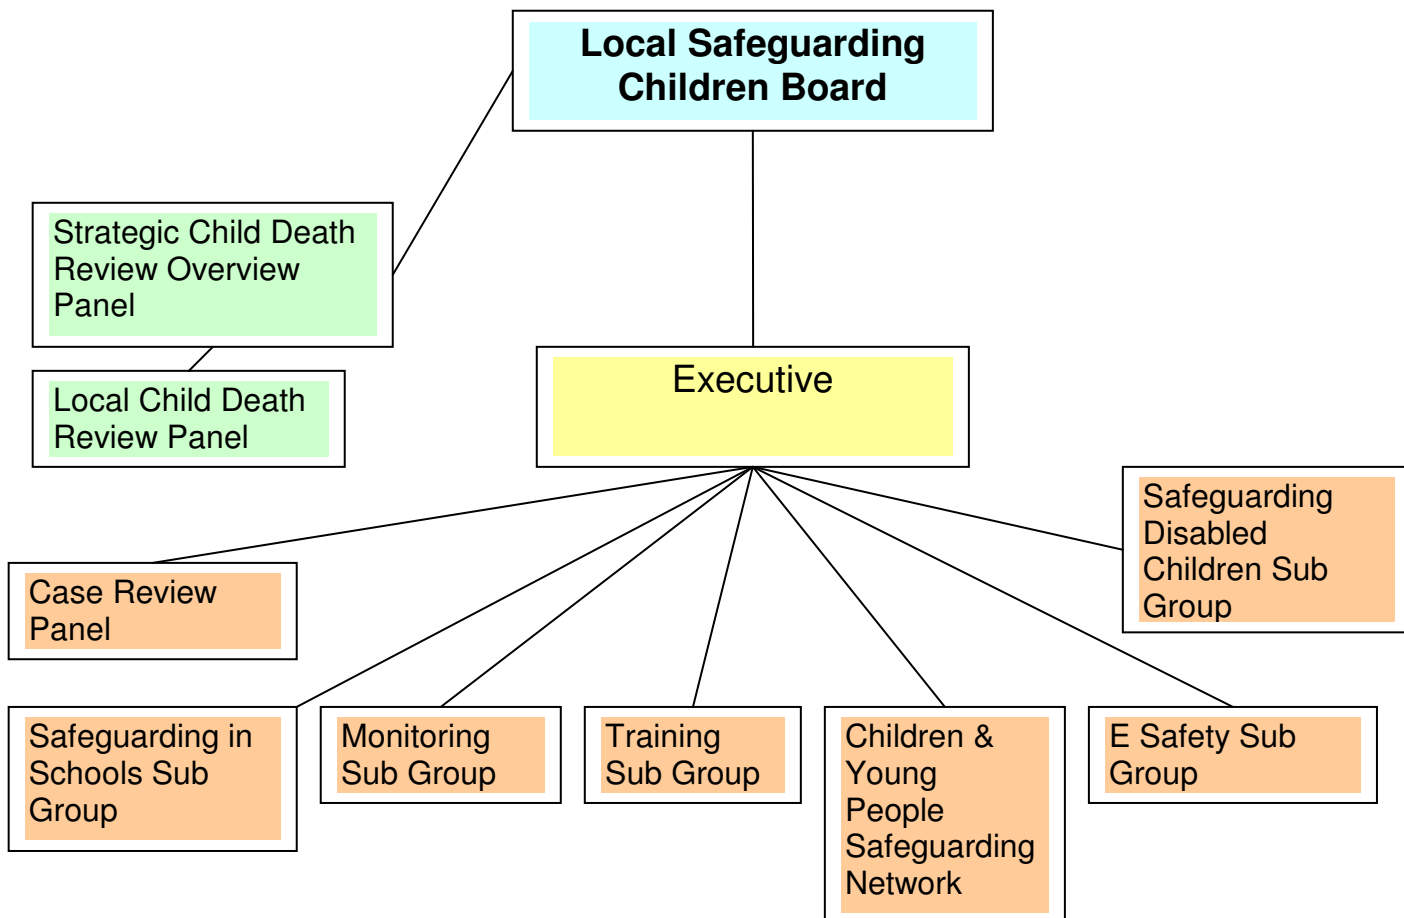 Local Safeguarding
Children Board
Strategic Child Death
Review Overview
Panel
Local Child Death
Review Panel
Executive
Safeguarding
Disabled
Children Sub
Group
Case Review
Panel
Safeguarding in
Schools Sub
Group
Monitoring
Sub Group
Training
Sub Group
Children &
Young
People
Safeguarding
Network
E Safety Sub
Group